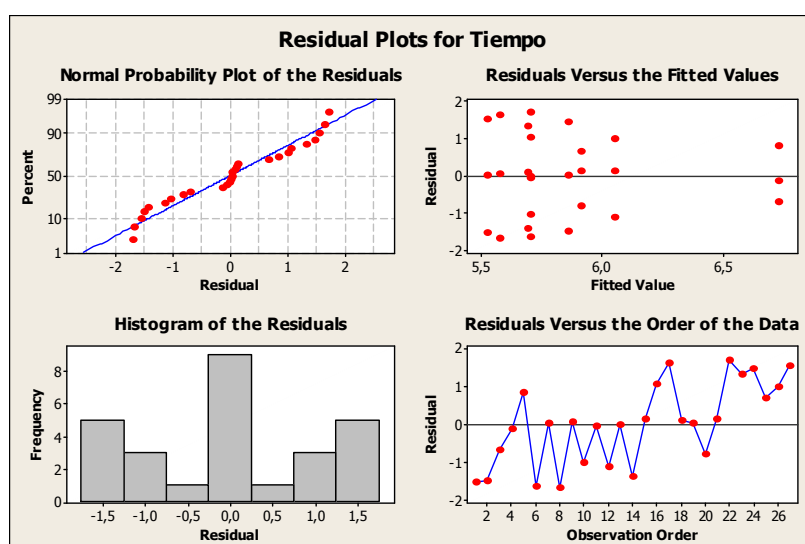 Residual Plots for Tiempo
Normal Probability Plot of the Residuals
99
90
50
10
1
Percent
-2 -1 0 1 2
Residual
Residuals Versus the Fitted Values
2
1
0
-1
-2
Residual
5,5 6,0 6,5
Fitted Value
Histogram of the Residuals
8
6
4
2
0
Frequency
-1,5 -1,0 -0,5 0,0 0,5 1,0 1,5
Residual
Residuals Versus the Order of the Data
2
1
0
-1
-2
Residual
2 4 6 8 10 12 14 16 18 20 22 24 26
Observation Order